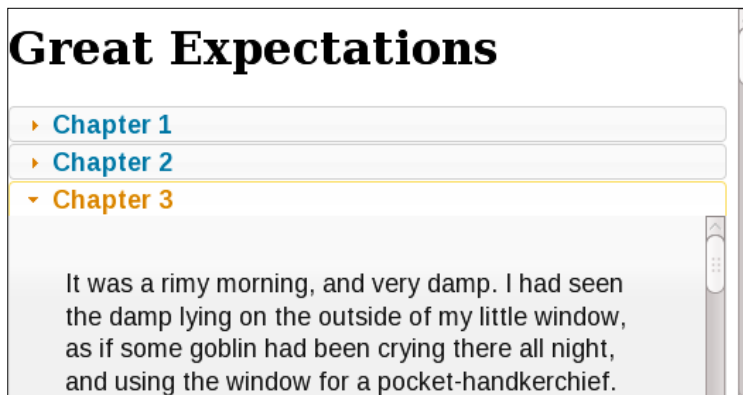 Great Expectations
Chapter 1
Chapter 2
Chapter 3
It was a rimy morning, and very damp. I had seen
the damp lying on the outside of my little window,
as if some goblin had been crying there all night,
and using the window for a pocket-handkerchief.